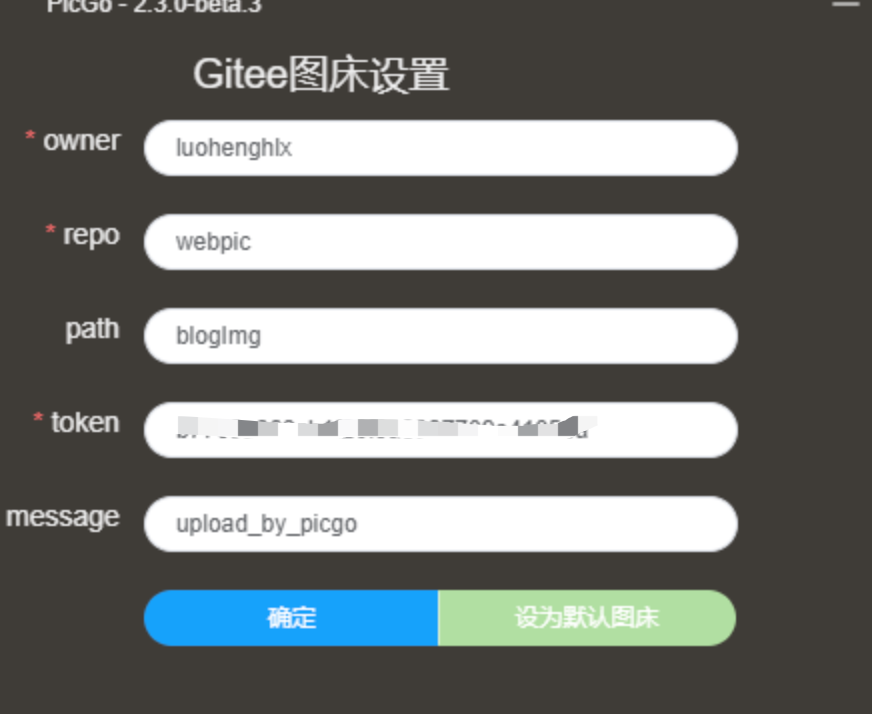 PicGo - 2.3.0-beta.3
Gitee图床设置
* owner luohenghlx
* repo webpic
path blogImg
* token
message upload_by_picgo
确定 设为默认图床